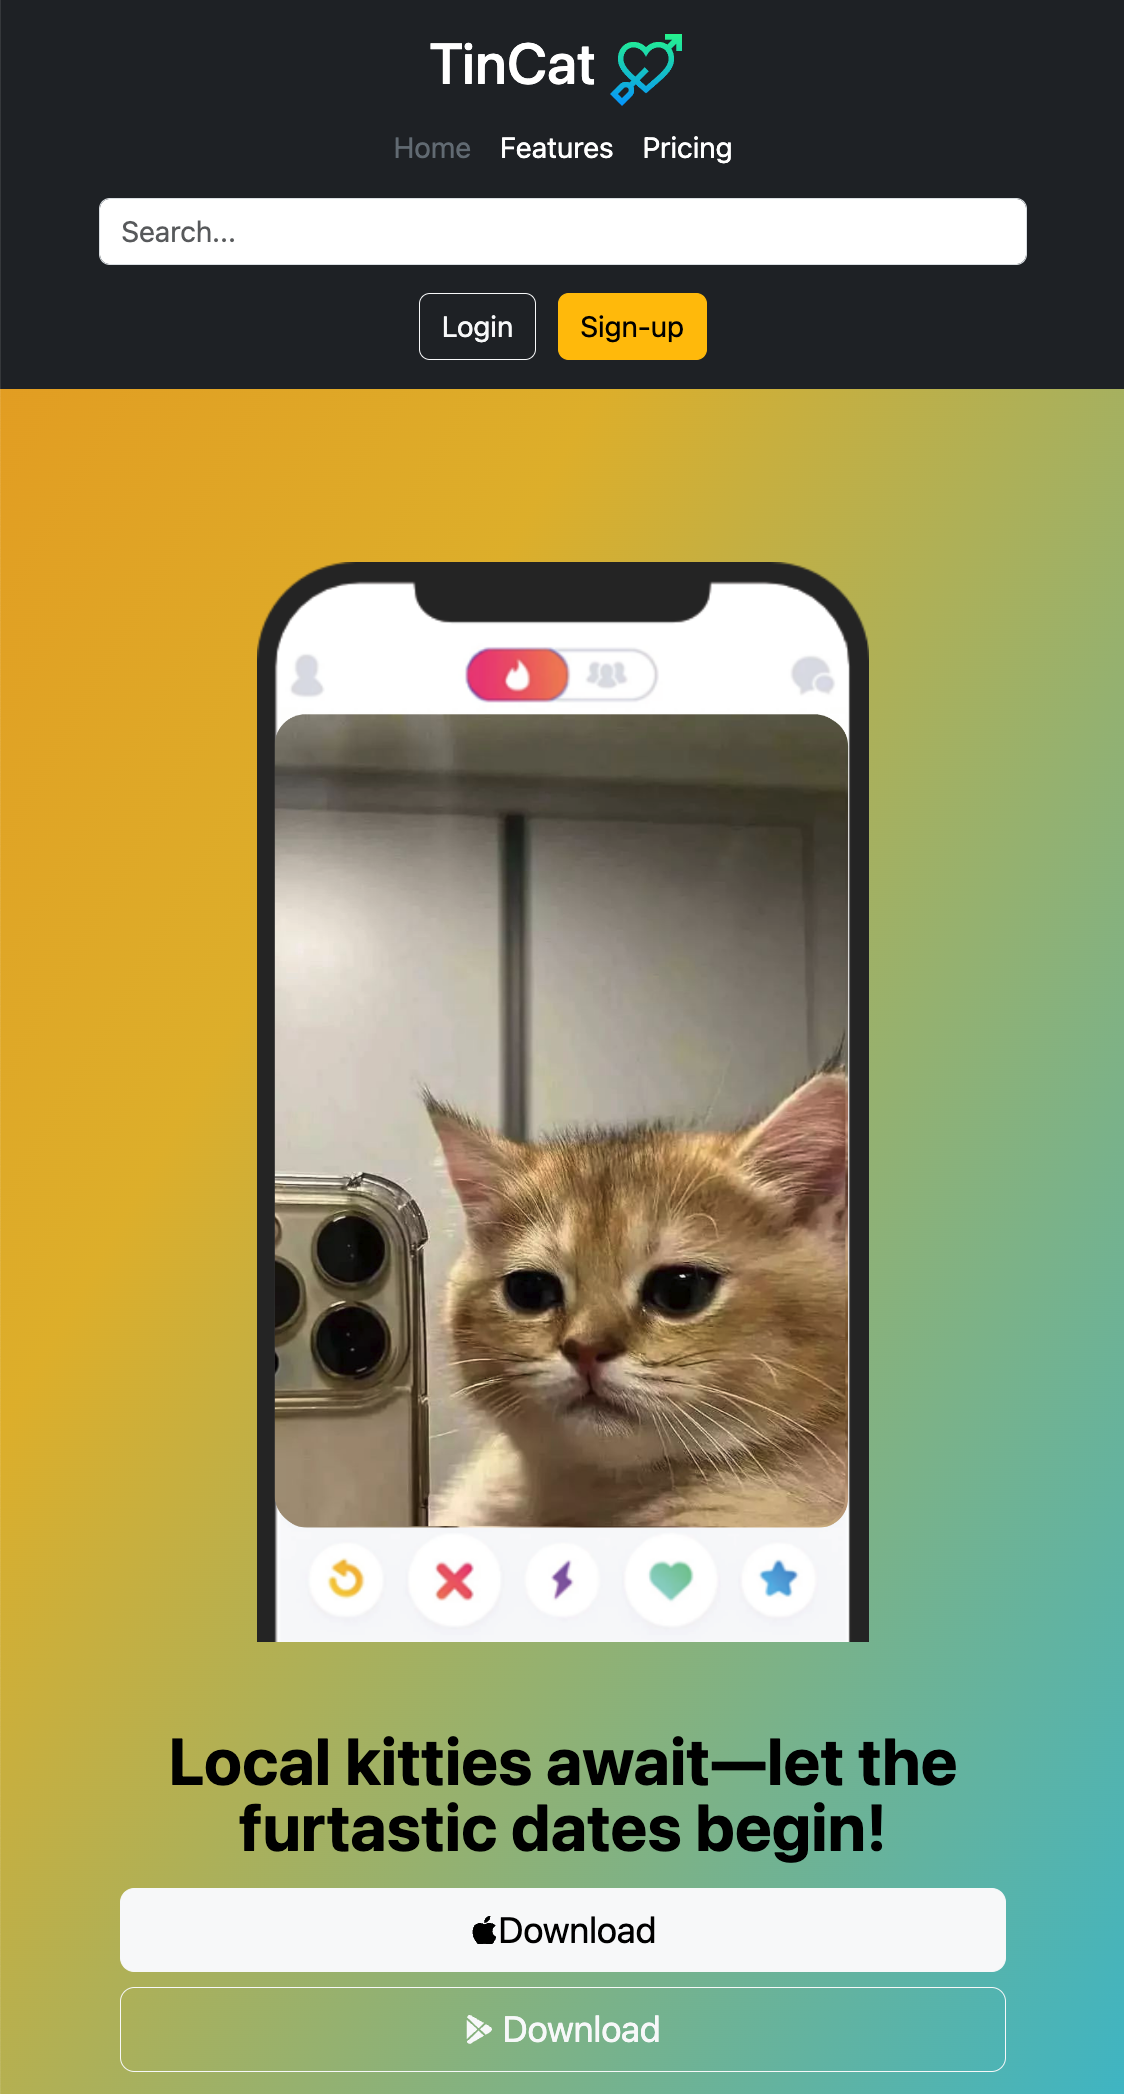 TinCat
Home Features Pricing
Search...
Login Sign-up
Local kitties await—let the
furtastic dates begin!
Download
Download